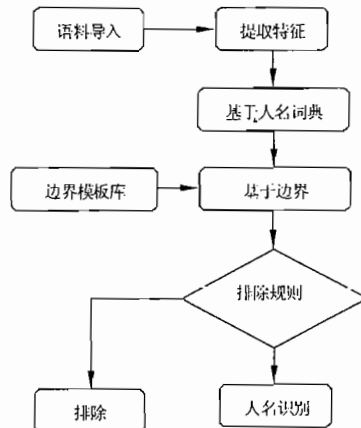 语料导入
提取特征
基于人名词典
边界模板库
基于边界
排除规则
排除
人名识别